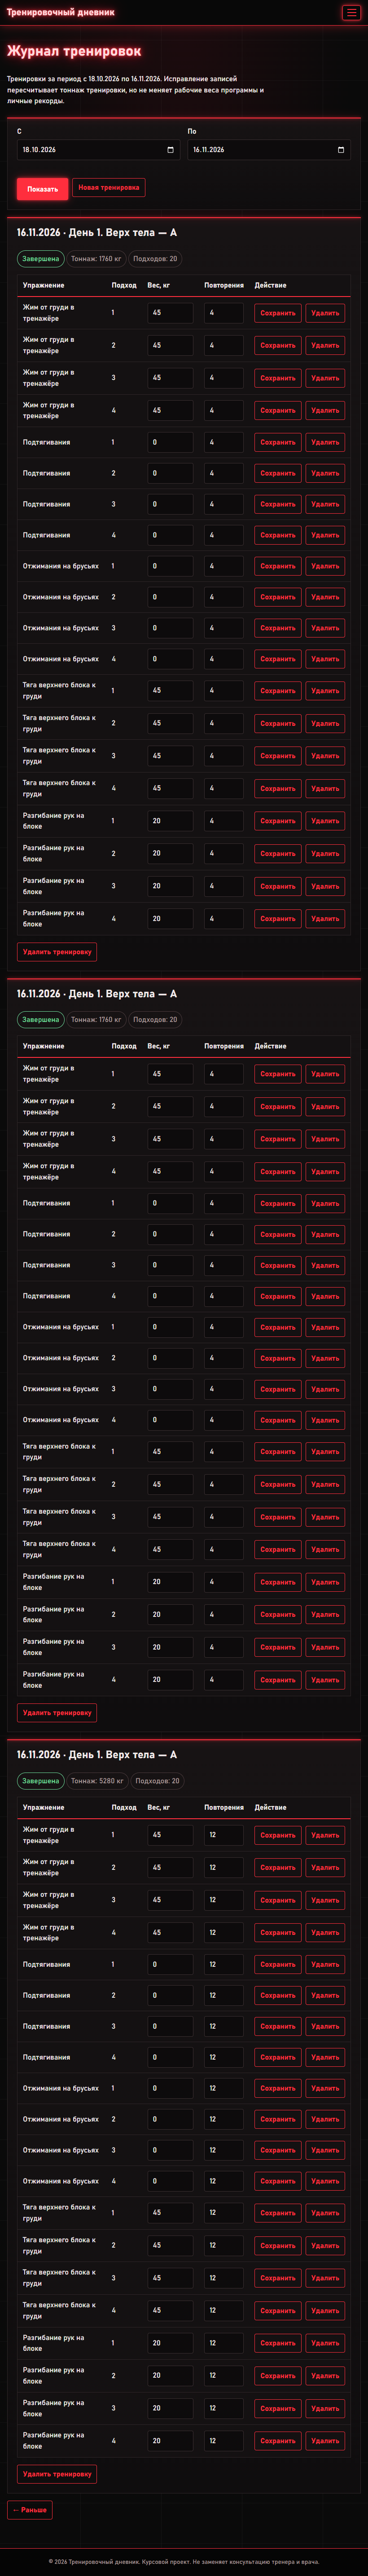 Тренировочный дневник
Журнал тренировок
Тренировки за период с 18.10.2026 по 16.11.2026. Исправление записей
пересчитывает тоннаж тренировки, но не меняет рабочие веса программы и
личные рекорды.
С По
18.10.2026 16.11.2026
Показать Новая тренировка
16.11.2026 · День 1. Верх тела — А
Завершена Тоннаж: 1760 кг Подходов: 20
Упражнение Подход Вес, кг Повторения Действие
Жим от груди в
тренажёре 1 45 4 Сохранить Удалить
Жим от груди в
тренажёре 2 45 4 Сохранить Удалить
Жим от груди в
тренажёре 3 45 4 Сохранить Удалить
Жим от груди в
тренажёре 4 45 4 Сохранить Удалить
Подтягивания 1 0 4 Сохранить Удалить
Подтягивания 2 0 4 Сохранить Удалить
Подтягивания 3 0 4 Сохранить Удалить
Подтягивания 4 0 4 Сохранить Удалить
Отжимания на брусьях 1 0 4 Сохранить Удалить
Отжимания на брусьях 2 0 4 Сохранить Удалить
Отжимания на брусьях 3 0 4 Сохранить Удалить
Отжимания на брусьях 4 0 4 Сохранить Удалить
Тяга верхнего блока к
груди 1 45 4 Сохранить Удалить
Тяга верхнего блока к
груди 2 45 4 Сохранить Удалить
Тяга верхнего блока к
груди 3 45 4 Сохранить Удалить
Тяга верхнего блока к
груди 4 45 4 Сохранить Удалить
Разгибание рук на
блоке 1 20 4 Сохранить Удалить
Разгибание рук на
блоке 2 20 4 Сохранить Удалить
Разгибание рук на
блоке 3 20 4 Сохранить Удалить
Разгибание рук на
блоке 4 20 4 Сохранить Удалить
Удалить тренировку
16.11.2026 · День 1. Верх тела — А
Завершена Тоннаж: 1760 кг Подходов: 20
Упражнение Подход Вес, кг Повторения Действие
Жим от груди в
тренажёре 1 45 4 Сохранить Удалить
Жим от груди в
тренажёре 2 45 4 Сохранить Удалить
Жим от груди в
тренажёре 3 45 4 Сохранить Удалить
Жим от груди в
тренажёре 4 45 4 Сохранить Удалить
Подтягивания 1 0 4 Сохранить Удалить
Подтягивания 2 0 4 Сохранить Удалить
Подтягивания 3 0 4 Сохранить Удалить
Подтягивания 4 0 4 Сохранить Удалить
Отжимания на брусьях 1 0 4 Сохранить Удалить
Отжимания на брусьях 2 0 4 Сохранить Удалить
Отжимания на брусьях 3 0 4 Сохранить Удалить
Отжимания на брусьях 4 0 4 Сохранить Удалить
Тяга верхнего блока к
груди 1 45 4 Сохранить Удалить
Тяга верхнего блока к
груди 2 45 4 Сохранить Удалить
Тяга верхнего блока к
груди 3 45 4 Сохранить Удалить
Тяга верхнего блока к
груди 4 45 4 Сохранить Удалить
Разгибание рук на
блоке 1 20 4 Сохранить Удалить
Разгибание рук на
блоке 2 20 4 Сохранить Удалить
Разгибание рук на
блоке 3 20 4 Сохранить Удалить
Разгибание рук на
блоке 4 20 4 Сохранить Удалить
Удалить тренировку
16.11.2026 · День 1. Верх тела — А
Завершена Тоннаж: 5280 кг Подходов: 20
Упражнение Подход Вес, кг Повторения Действие
Жим от груди в
тренажёре 1 45 12 Сохранить Удалить
Жим от груди в
тренажёре 2 45 12 Сохранить Удалить
Жим от груди в
тренажёре 3 45 12 Сохранить Удалить
Жим от груди в
тренажёре 4 45 12 Сохранить Удалить
Подтягивания 1 0 12 Сохранить Удалить
Подтягивания 2 0 12 Сохранить Удалить
Подтягивания 3 0 12 Сохранить Удалить
Подтягивания 4 0 12 Сохранить Удалить
Отжимания на брусьях 1 0 12 Сохранить Удалить
Отжимания на брусьях 2 0 12 Сохранить Удалить
Отжимания на брусьях 3 0 12 Сохранить Удалить
Отжимания на брусьях 4 0 12 Сохранить Удалить
Тяга верхнего блока к
груди 1 45 12 Сохранить Удалить
Тяга верхнего блока к
груди 2 45 12 Сохранить Удалить
Тяга верхнего блока к
груди 3 45 12 Сохранить Удалить
Тяга верхнего блока к
груди 4 45 12 Сохранить Удалить
Разгибание рук на
блоке 1 20 12 Сохранить Удалить
Разгибание рук на
блоке 2 20 12 Сохранить Удалить
Разгибание рук на
блоке 3 20 12 Сохранить Удалить
Разгибание рук на
блоке 4 20 12 Сохранить Удалить
Удалить тренировку
← Раньше
© 2026 Тренировочный дневник. Курсовой проект. Не заменяет консультацию тренера и врача.